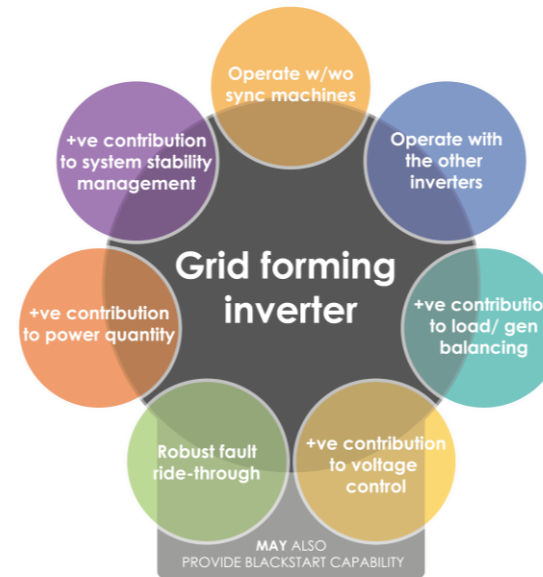 Operate w/wo
sync machines
+ve contribution
to system stability
management
Operate with
the other
inverters
Grid forming
inverter
+ve contribution
to power quantity
+ve contribution
to load/ gen
balancing
Robust fault
ride-through
+ve contribution
to voltage
control
MAY ALSO
PROVIDE BLACKSTART CAPABILITY